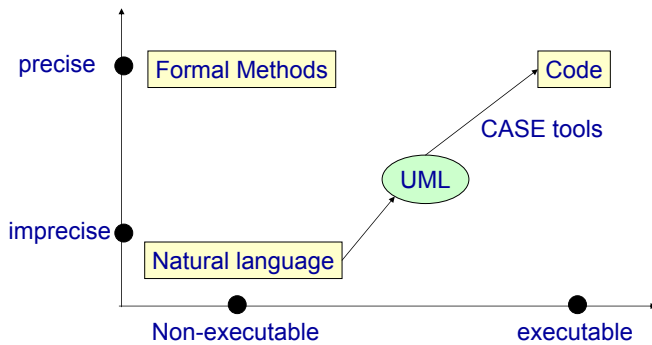 precise
Formal Methods
Code
CASE tools
UML
imprecise
Natural language
Non-executable
executable